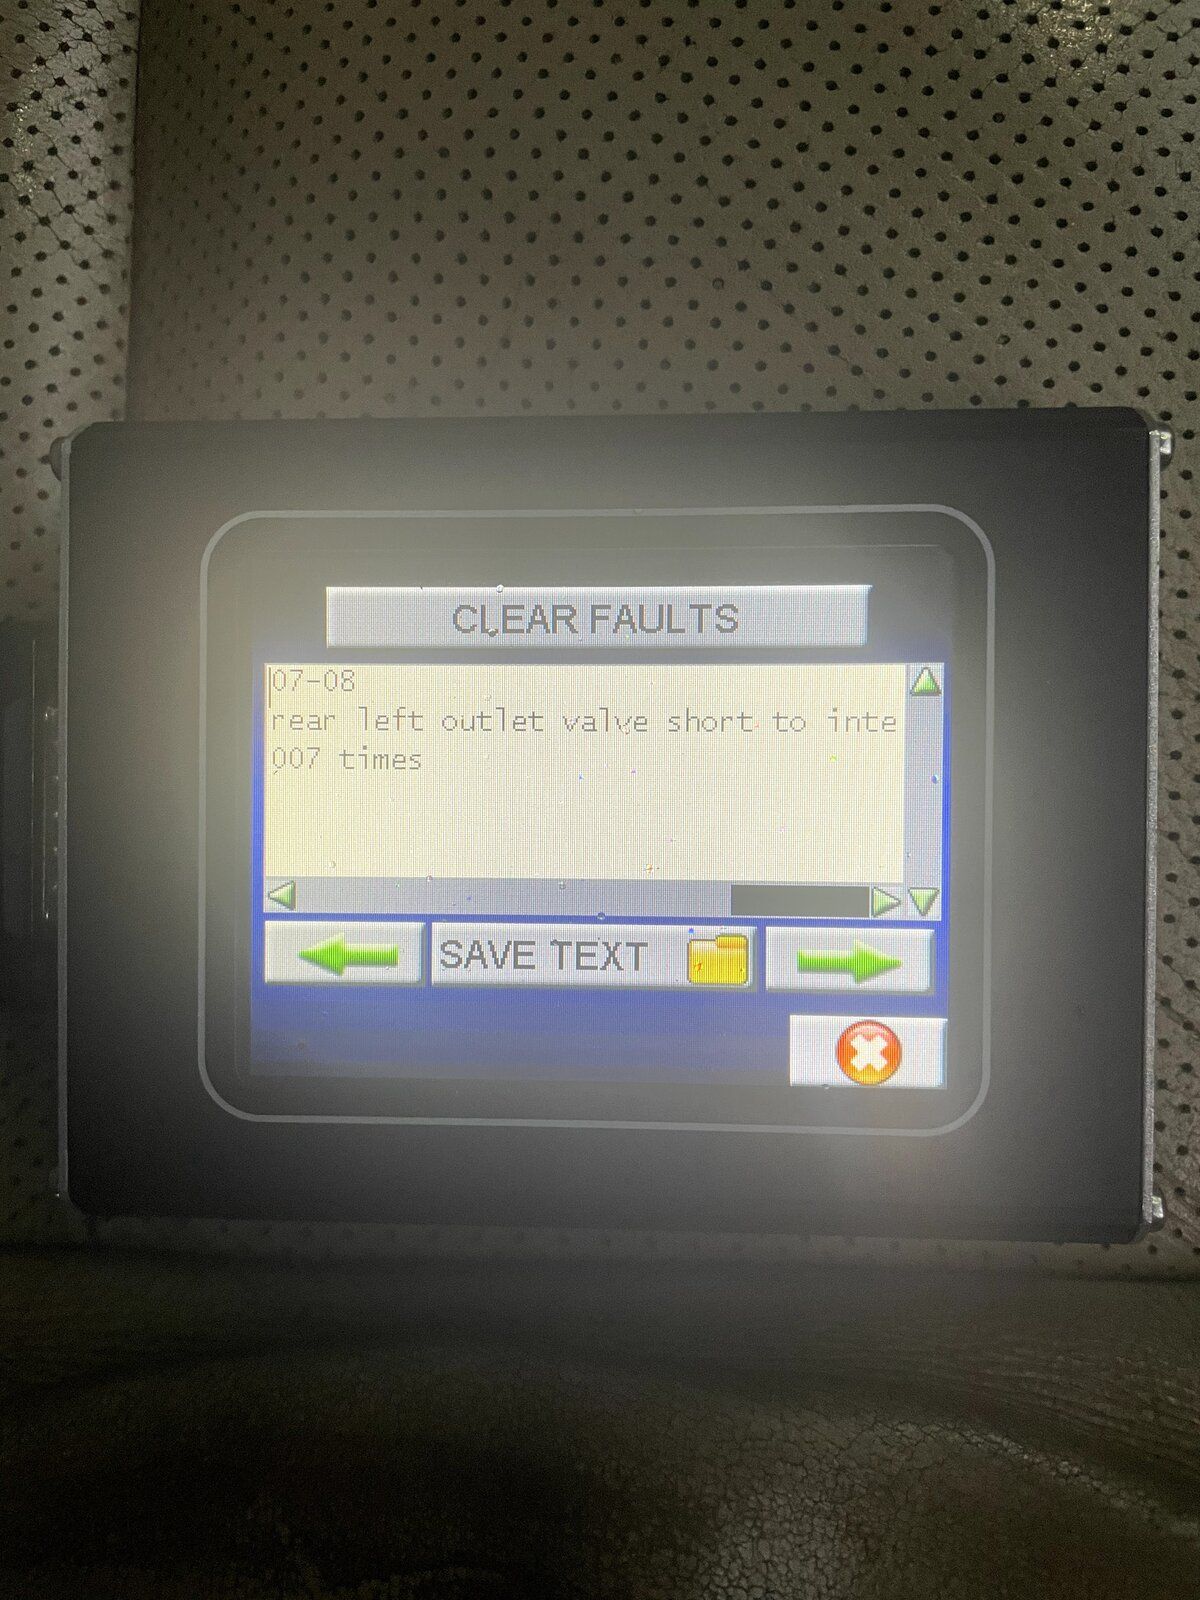 CLEAR FAULTS
07-08
rear left outlet valve short to inte
007 times
SAVE TEXT